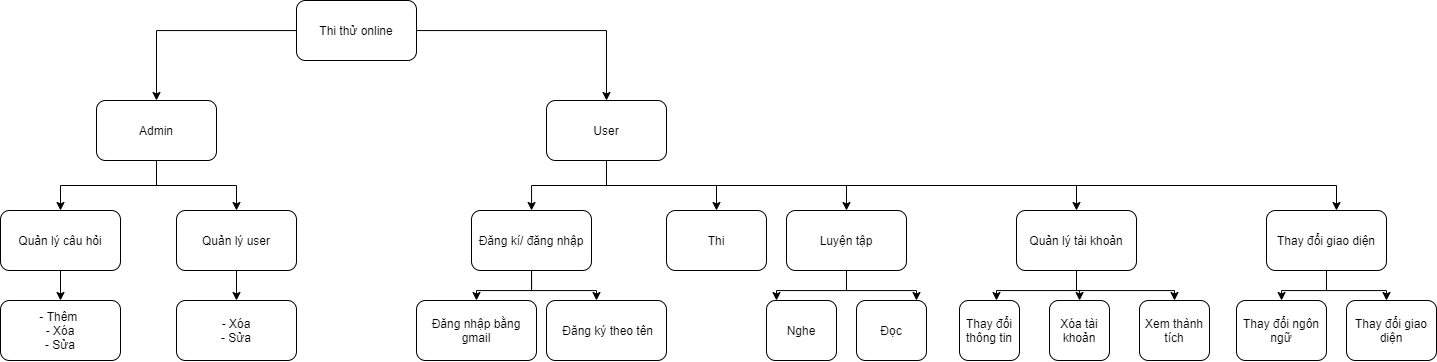 Thi thử online
Admin
User
Quản lý câu hỏi
Quản lý user
Đăng kí/ đăng nhập
Thi
Luyện tập
Quản lý tài khoản
Thay đổi giao diện
- Thêm
- Xóa
- Sửa
- Xóa
- Sửa
Đăng nhập bằng
gmail
Đăng ký theo tên
Nghe
Đọc
Thay đổi
thông tin
Xóa tài
khoản
Xem thành
tích
Thay đổi ngôn
ngữ
Thay đổi giao
diện